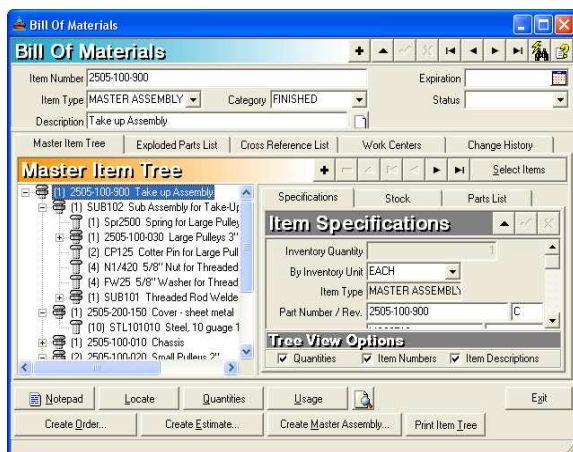 Bill Of Materials
Bill Of Materials
Item Number 2505-100-900 Expiration
Item Type MASTER ASSEMBLY Category FINISHED Status
Description Take up Assembly
Master Item Tree Exploded Parts List Cross Reference List Work Centers Change History
Master Item Tree Select Items
(1) 2505-100-900 Take up Assembly
(1) SUB102 Sub Assembly for Take-Up
(1) Spr2500 Spring for Large Pulley
(1) 2505-100-030 Large Pulleys 3"
(2) CP125 Cotter Pin for Large Pull
(4) N1/420 5/8" Nut for Threaded
(4) FW25 5/8" Washer for Thread
(1) SUB101 Threaded Rod Welde
(1) 2505-200-150 Cover - sheet metal
(10) STL101010 Steel, 10 guage 1
(1) 2505-100-010 Chassis
(2) 2505-100-020 Small Pulleys 2"
Specifications Stock Parts List
Item Specifications
Inventory Quantity 1
By Inventory Unit EACH
Item Type MASTER ASSEMBLY
Part Number / Rev. 2505-100-900 C
Tree View Options
Quantities Item Numbers Item Descriptions
Notepad Locate Quantities Usage Exit
Create Order... Create Estimate... Create Master Assembly... Print Item Tree